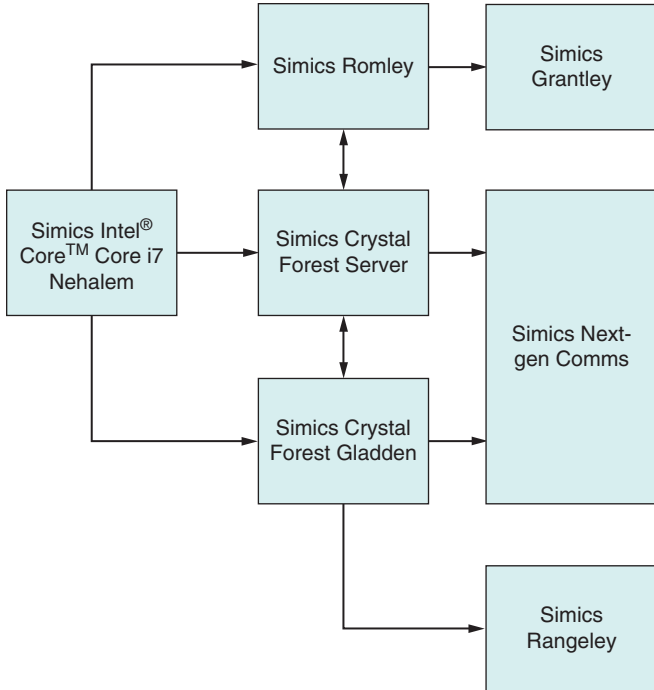 Simics Romley
Simics
Grantley
Simics Intel®
Core™ Core i7
Nehalem
Simics Crystal
Forest Server
Simics Next-
gen Comms
Simics Crystal
Forest Gladden
Simics
Rangeley